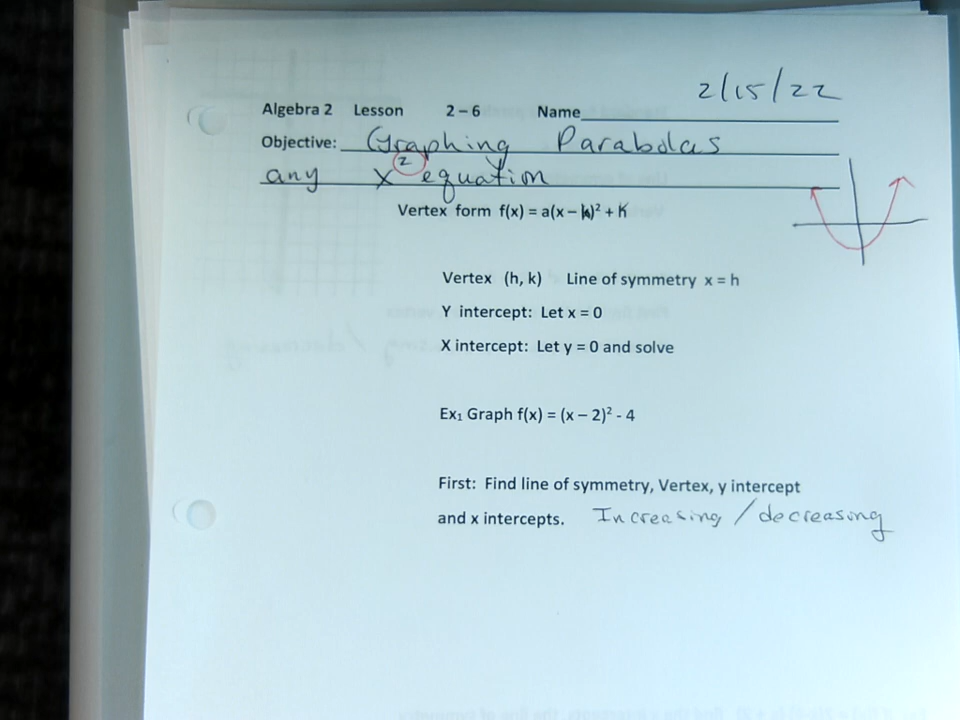 2/15/22
Algebra 2 Lesson 2 – 6 Name
Objective: Graphing Parabolas
any x² equation
Vertex form f(x) = a(x – h)² + K
Vertex (h, k) Line of symmetry x = h
Y intercept: Let x = 0
X intercept: Let y = 0 and solve
Ex₁ Graph f(x) = (x – 2)² - 4
First: Find line of symmetry, Vertex, y intercept
and x intercepts. Increasing / decreasing